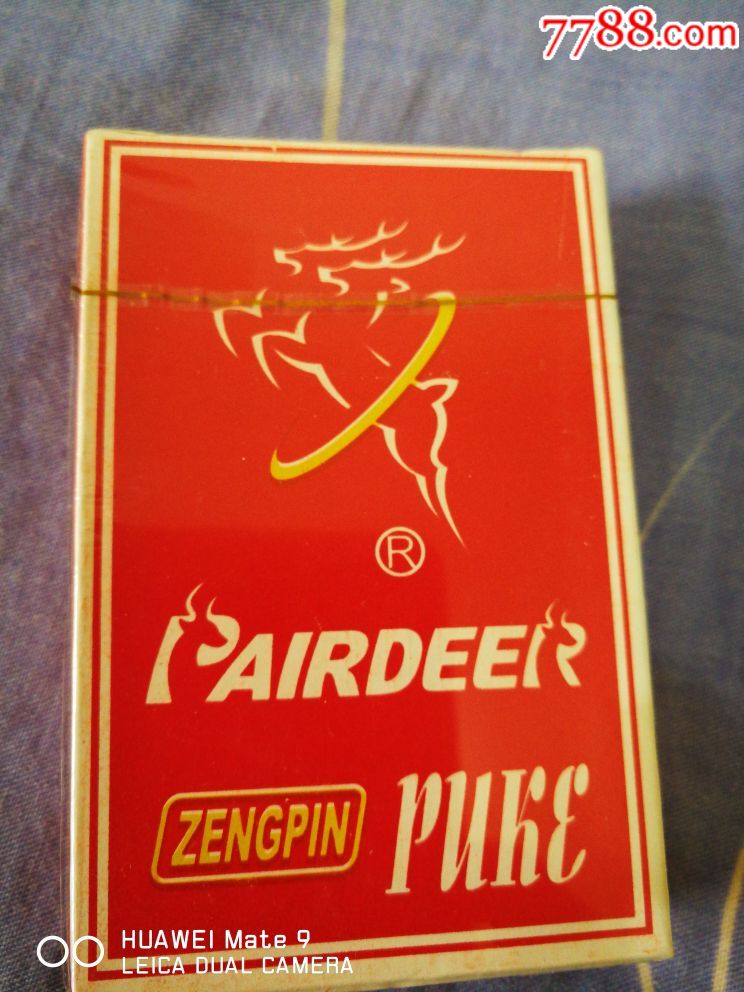 7788.com
®
PAIRDEER
ZENGPIN PUKE
HUAWEI Mate 9
LEICA DUAL CAMERA